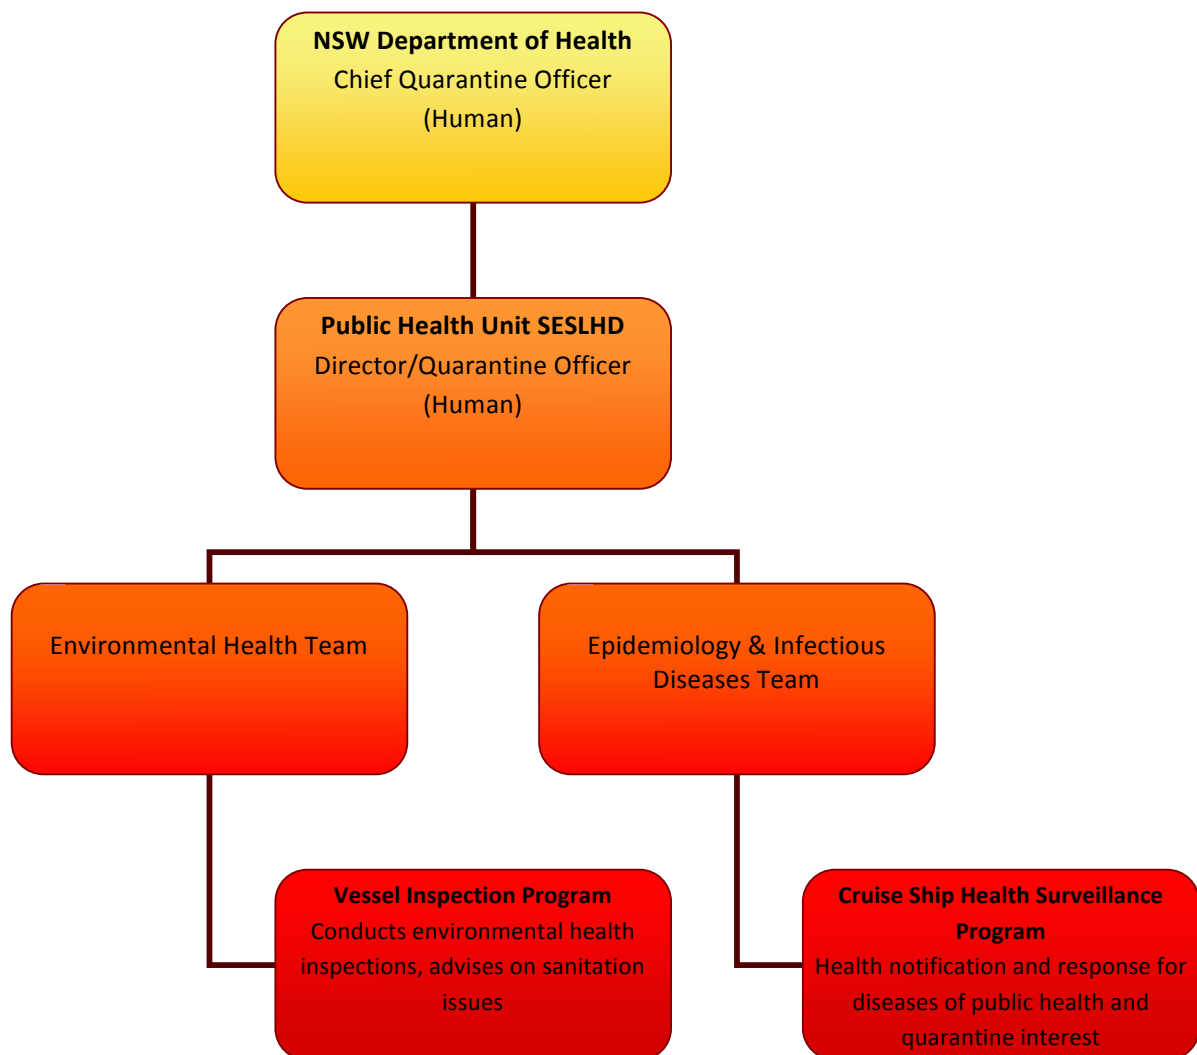 NSW Department of Health
Chief Quarantine Officer
(Human)
Public Health Unit SESLHD
Director/Quarantine Officer
(Human)
Environmental Health Team
Epidemiology & Infectious
Diseases Team
Vessel Inspection Program
Conducts environmental health
inspections, advises on sanitation
issues
Cruise Ship Health Surveillance
Program
Health notification and response for
diseases of public health and
quarantine interest